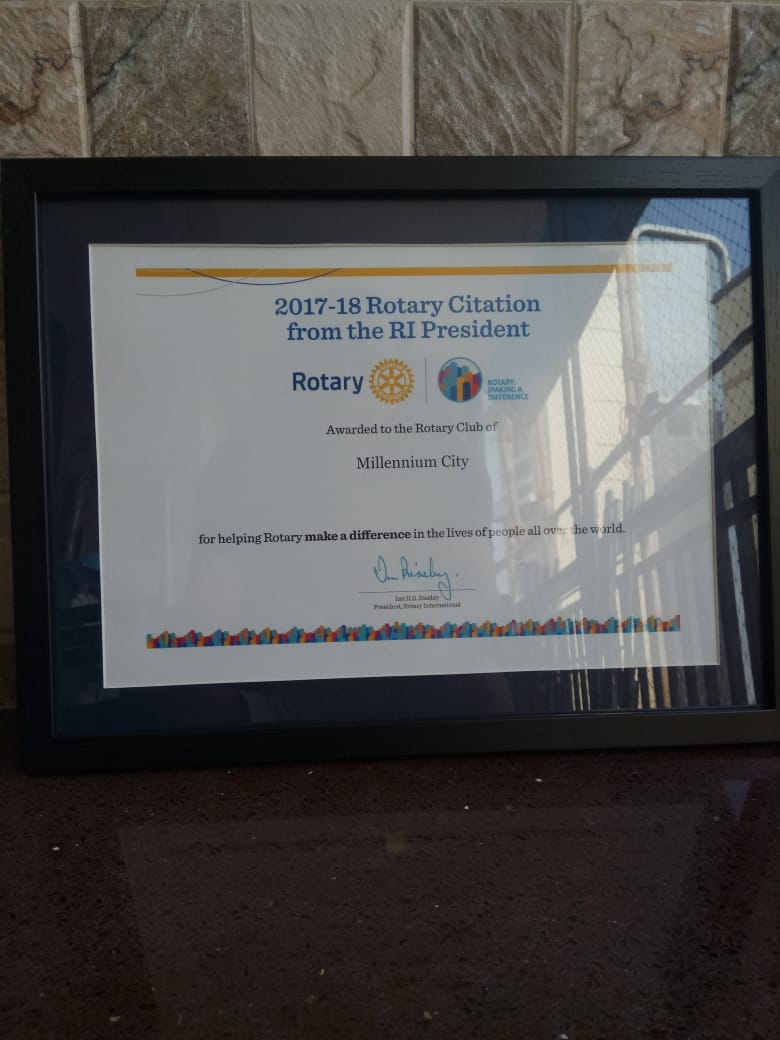 2017-18 Rotary Citation
from the RI President
Rotary
ROTARY:
MAKING A
DIFFERENCE
Awarded to the Rotary Club of
Millennium City
for helping Rotary make a difference in the lives of people all over the world.
Ian H.S. Riseley
President, Rotary International